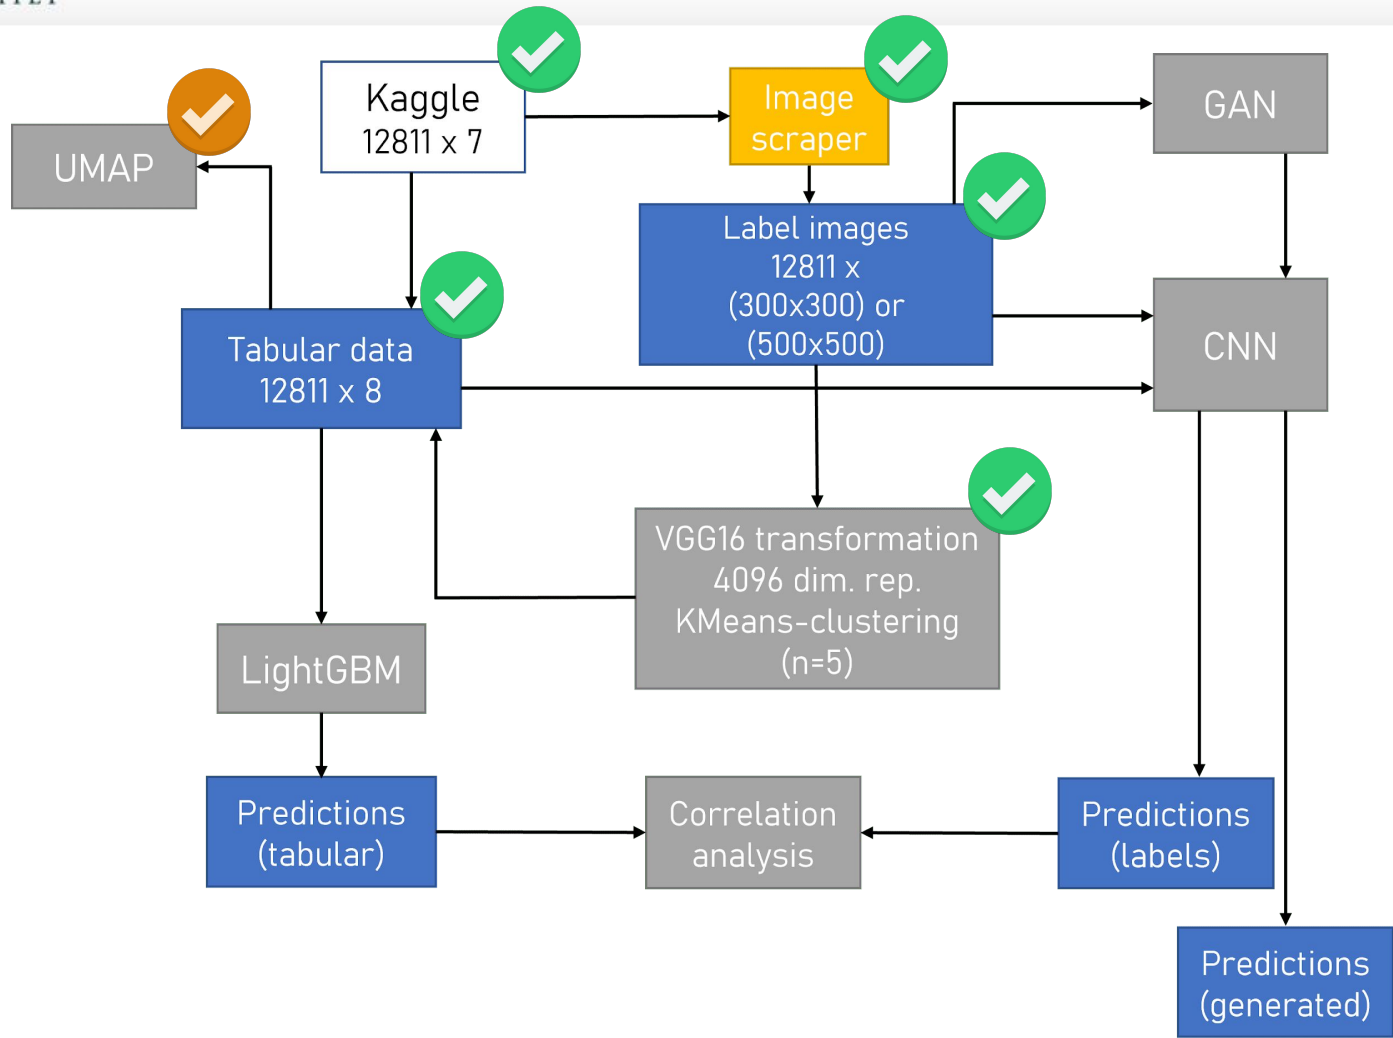 Kaggle
12811 x 7
Image
scraper
GAN
UMAP
Label images
12811 x
(300x300) or
(500x500)
Tabular data
12811 x 8
CNN
VGG16 transformation
4096 dim. rep.
KMeans-clustering
(n=5)
LightGBM
Predictions
(tabular)
Correlation
analysis
Predictions
(labels)
Predictions
(generated)